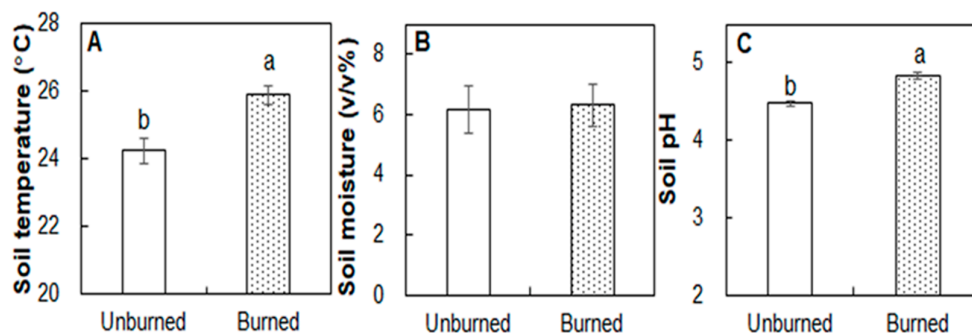 A
Soil temperature (°C)
28
26
24
22
20
b
a
Unburned
Burned
B
Soil moisture (v/v%)
8
6
4
2
0
Unburned
Burned
C
Soil pH
5
4
3
2
b
a
Unburned
Burned